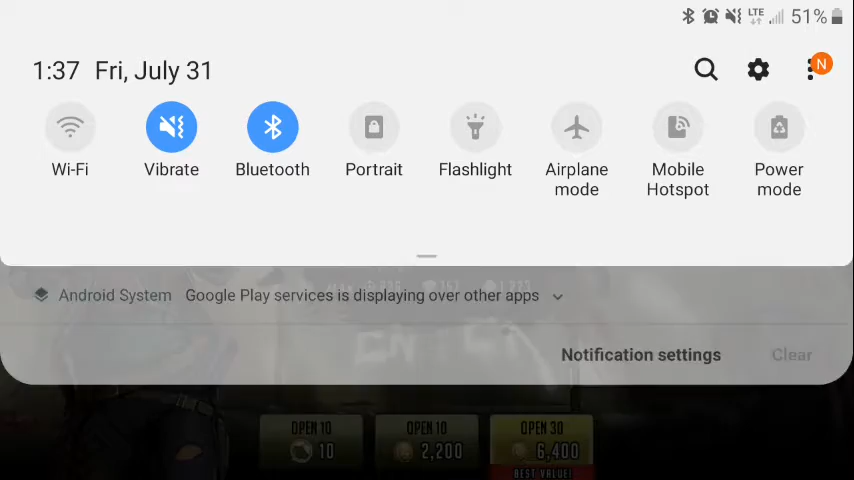 LTE 51%
1:37 Fri, July 31
N
Wi-Fi
Vibrate
Bluetooth
Portrait
Flashlight
Airplane mode
Mobile Hotspot
Power mode
Android System Google Play services is displaying over other apps
Notification settings Clear
OPEN 10 OPEN 10 OPEN 30
10 2,200 6,400
BEST VALUE!